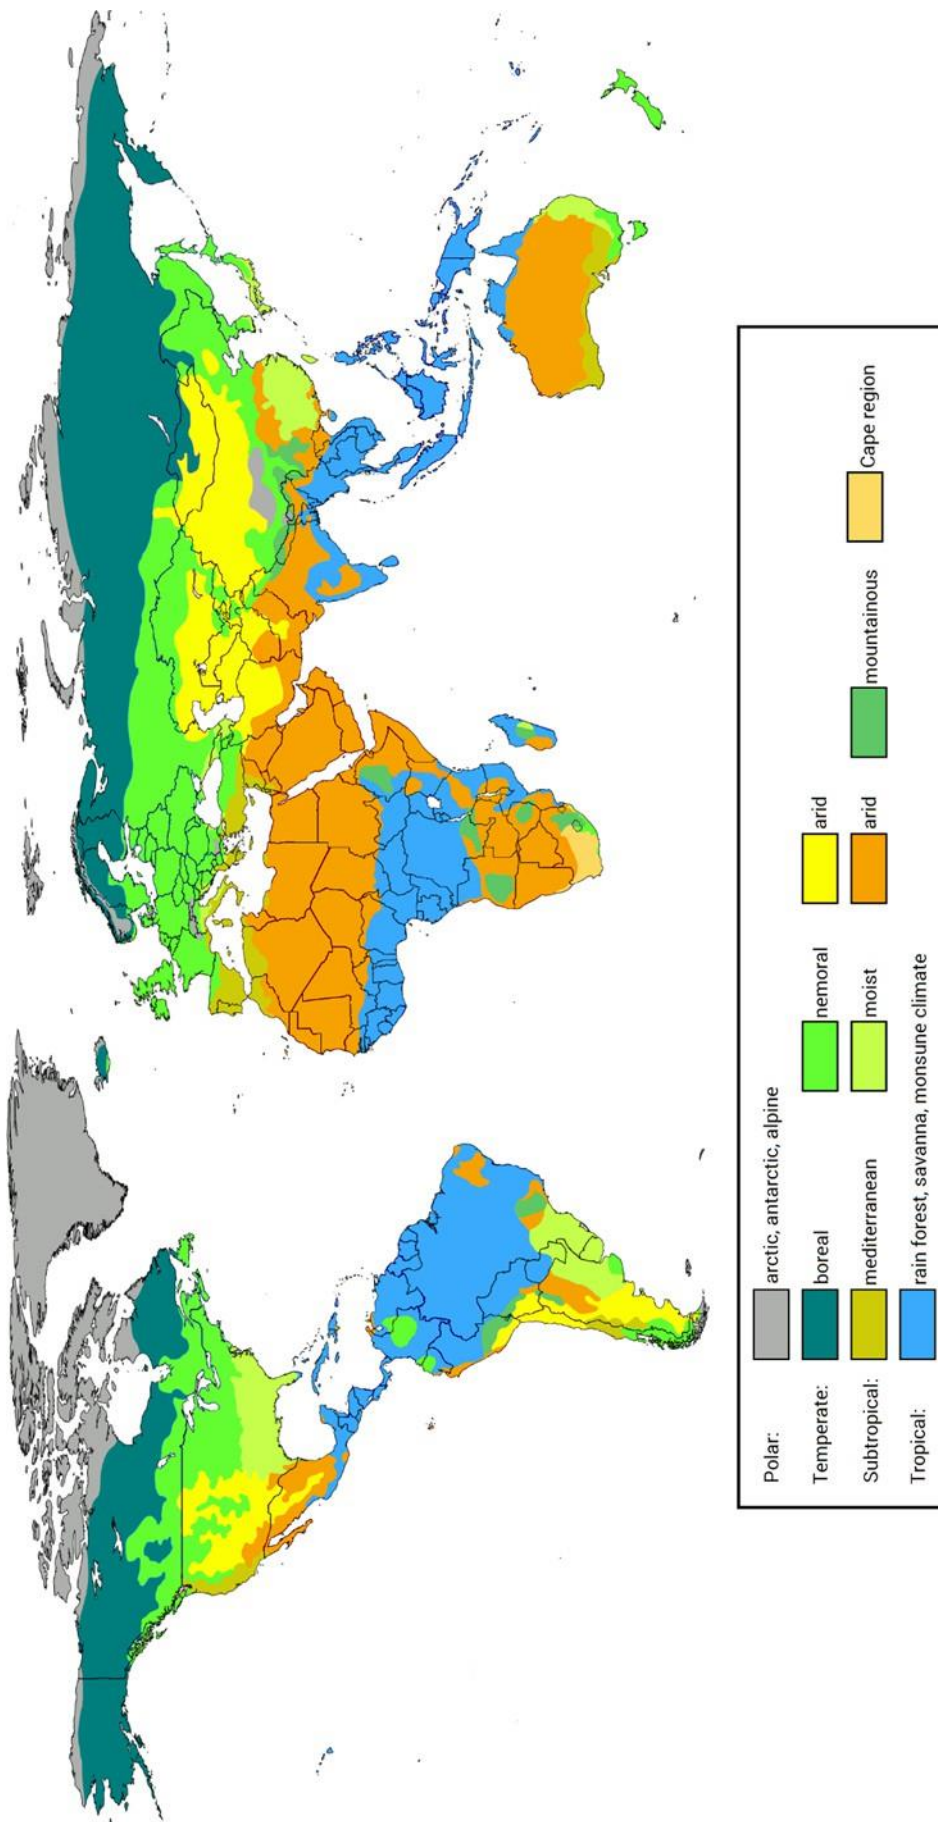 Polar: arctic, antarctic, alpine
Temperate: boreal nemoral arid
Subtropical: mediterranean moist arid mountainous Cape region
Tropical: rain forest, savanna, monsune climate